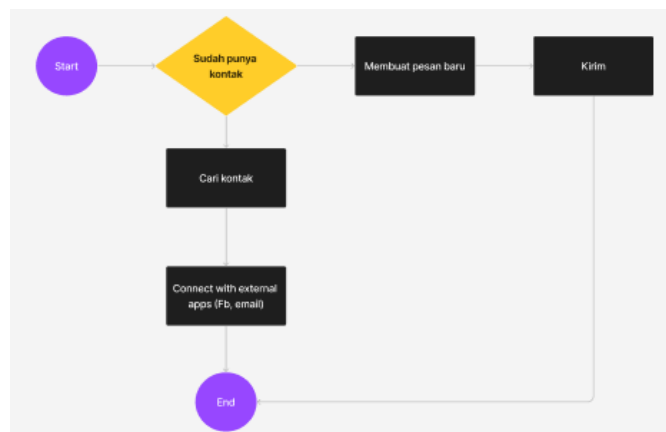 Start
Sudah punya
kontak
Membuat pesan baru
Kirim
Cari kontak
Connect with external
apps (Fb, email)
End